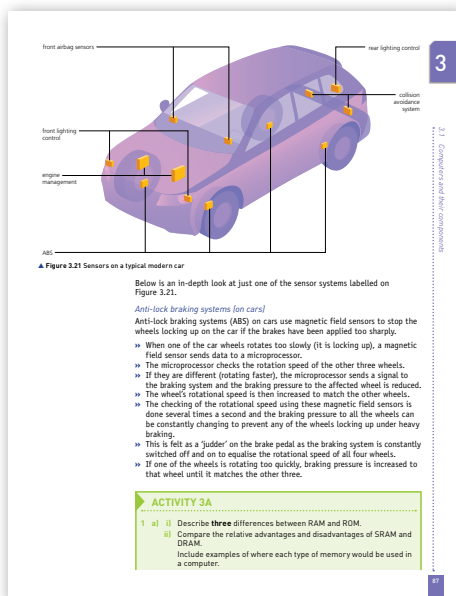 front airbag sensors
rear lighting control
3
collision
avoidance
system
3.1 Computers and their components
front lighting
control
engine
management
ABS
▲ Figure 3.21 Sensors on a typical modern car
Below is an in-depth look at just one of the sensor systems labelled on
Figure 3.21.
Anti-lock braking systems (on cars)
Anti-lock braking systems (ABS) on cars use magnetic field sensors to stop the
wheels locking up on the car if the brakes have been applied too sharply.
» When one of the car wheels rotates too slowly (it is locking up), a magnetic
field sensor sends data to a microprocessor.
» The microprocessor checks the rotation speed of the other three wheels.
» If they are different (rotating faster), the microprocessor sends a signal to
the braking system and the braking pressure to the affected wheel is reduced.
» The wheel's rotational speed is then increased to match the other wheels.
» The checking of the rotational speed using these magnetic field sensors is
done several times a second and the braking pressure to all the wheels can
be constantly changing to prevent any of the wheels locking up under heavy
braking.
» This is felt as a 'judder' on the brake pedal as the braking system is constantly
switched off and on to equalise the rotational speed of all four wheels.
» If one of the wheels is rotating too quickly, braking pressure is increased to
that wheel until it matches the other three.
ACTIVITY 3A
1 a) i) Describe three differences between RAM and ROM.
ii) Compare the relative advantages and disadvantages of SRAM and
DRAM.
Include examples of where each type of memory would be used in
a computer.
87